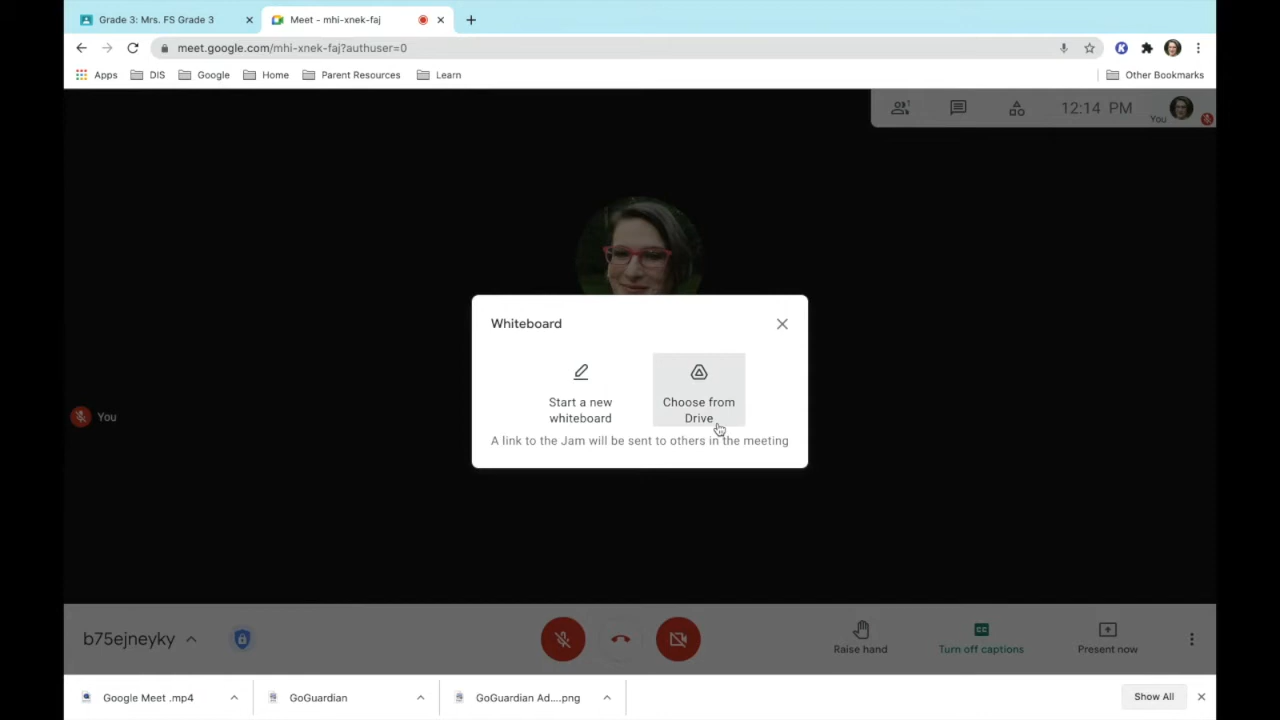 Grade 3: Mrs. FS Grade 3
Meet - mhi-xnek-faj
meet.google.com/mhi-xnek-faj?authuser=0
K
Apps
DIS
Google
Home
Parent Resources
Learn
Other Bookmarks
1
12:14 PM
You
Whiteboard
Start a new
whiteboard
Choose from
Drive
A link to the Jam will be sent to others in the meeting
You
b75ejneyky
CC
Raise hand
Turn off captions
Present now
Google Meet .mp4
GoGuardian
GoGuardian Ad....png
Show All